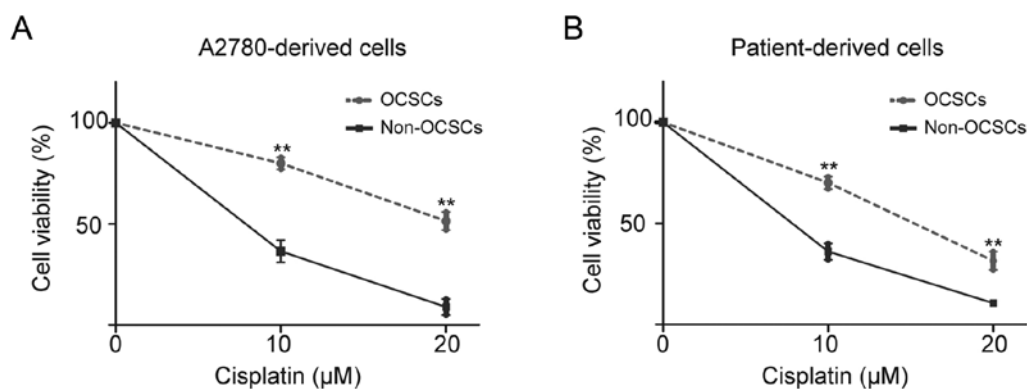 A
A2780-derived cells
OCSCs
Non-OCSCs
100
50
**
**
Cell viability (%)
0
10
20
Cisplatin (μM)
B
Patient-derived cells
OCSCs
Non-OCSCs
100
50
**
**
Cell viability (%)
0
10
20
Cisplatin (μM)